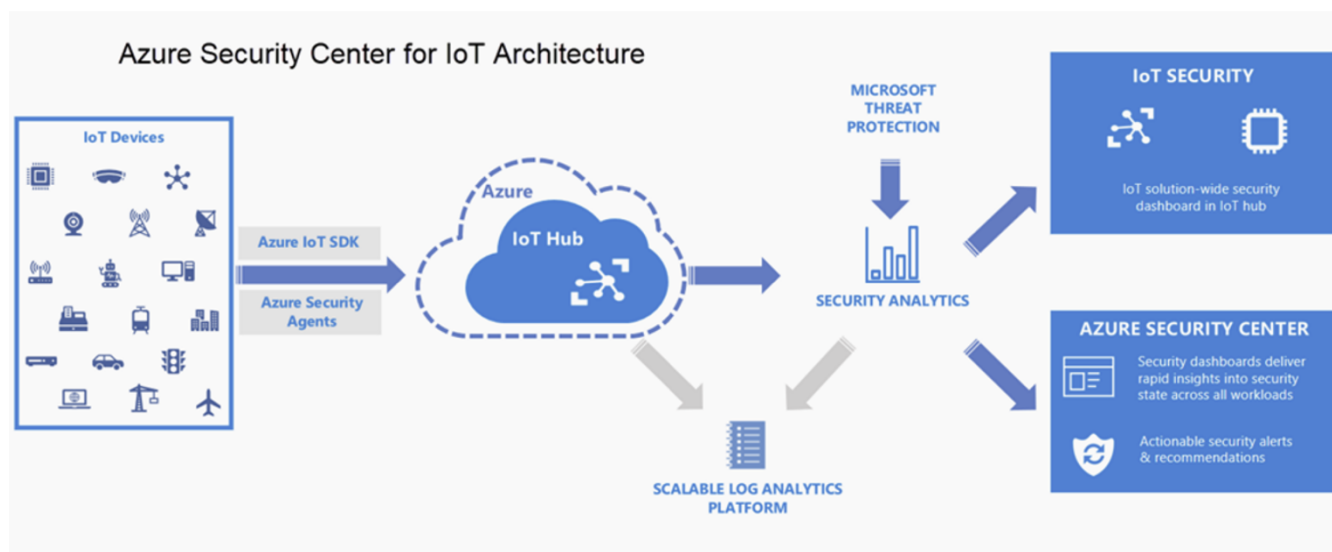 Azure Security Center for IoT Architecture
IoT Devices
Azure IoT SDK
Azure Security
Agents
Azure
IoT Hub
MICROSOFT
THREAT
PROTECTION
SECURITY ANALYTICS
SCALABLE LOG ANALYTICS
PLATFORM
IoT SECURITY
IoT solution-wide security
dashboard in IoT hub
AZURE SECURITY CENTER
Security dashboards deliver
rapid insights into security
state across all workloads
Actionable security alerts
& recommendations